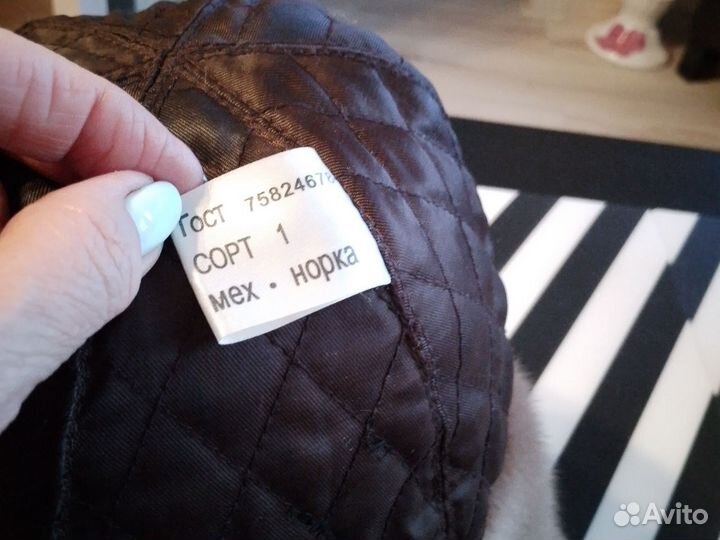 Гост 75824678
СОРТ 1
мех • норка
Avito